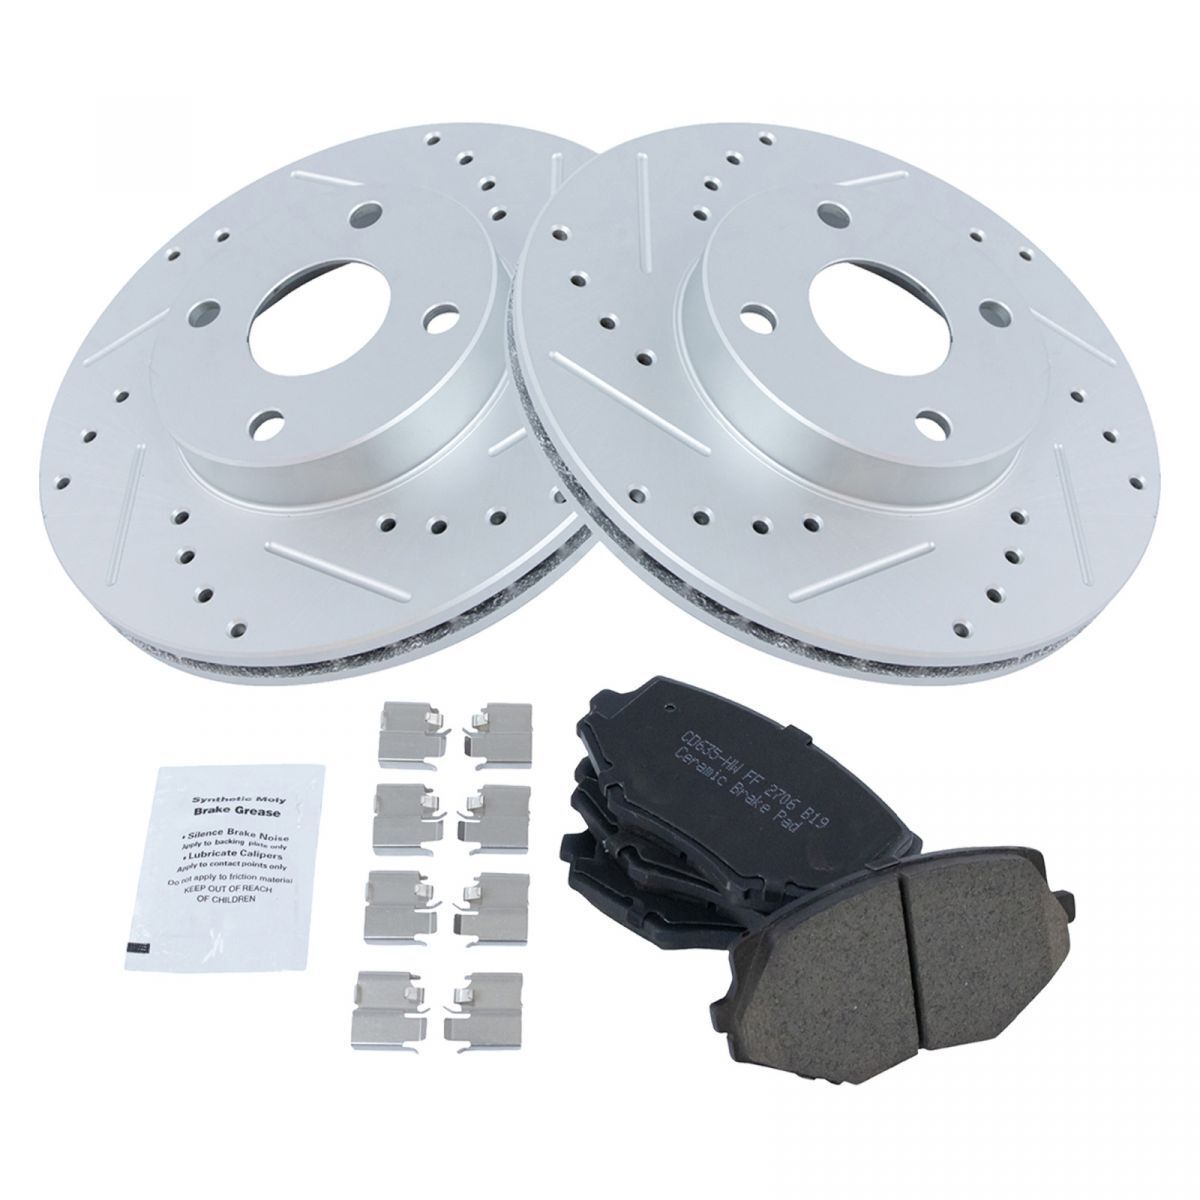 CD635-HW FF 2706 B19
Ceramic Brake Pad
Synthetic Moly
Brake Grease
• Silence Brake Noise
Apply to backing plate only
• Lubricate Calipers
Apply to contact points only
Do not apply to friction material
KEEP OUT OF REACH
OF CHILDREN